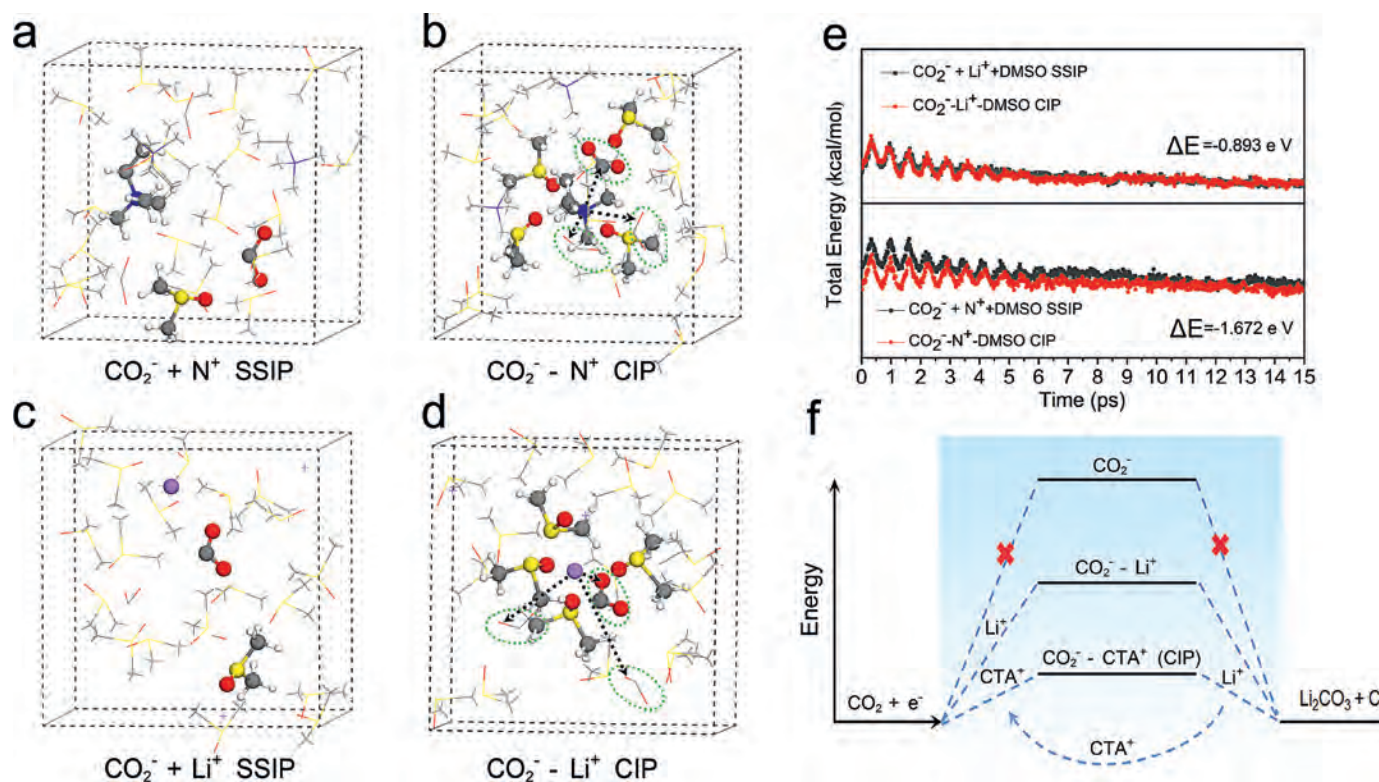 a
CO₂⁻ + N⁺ SSIP
b
CO₂⁻ - N⁺ CIP
c
CO₂⁻ + Li⁺ SSIP
d
CO₂⁻ - Li⁺ CIP
e
Total Energy (kcal/mol)
CO₂⁻ + Li⁺+DMSO SSIP
CO₂⁻-Li⁺-DMSO CIP
ΔE=-0.893 e V
CO₂⁻ + N⁺+DMSO SSIP
CO₂⁻-N⁺-DMSO CIP
ΔE=-1.672 e V
0 1 2 3 4 5 6 7 8 9 10 11 12 13 14 15
Time (ps)
f
Energy
CO₂⁻
CO₂⁻ - Li⁺
Li⁺
CO₂⁻ - CTA⁺ (CIP)
CTA⁺
Li⁺
CO₂ + e⁻
Li₂CO₃ + C
CTA⁺